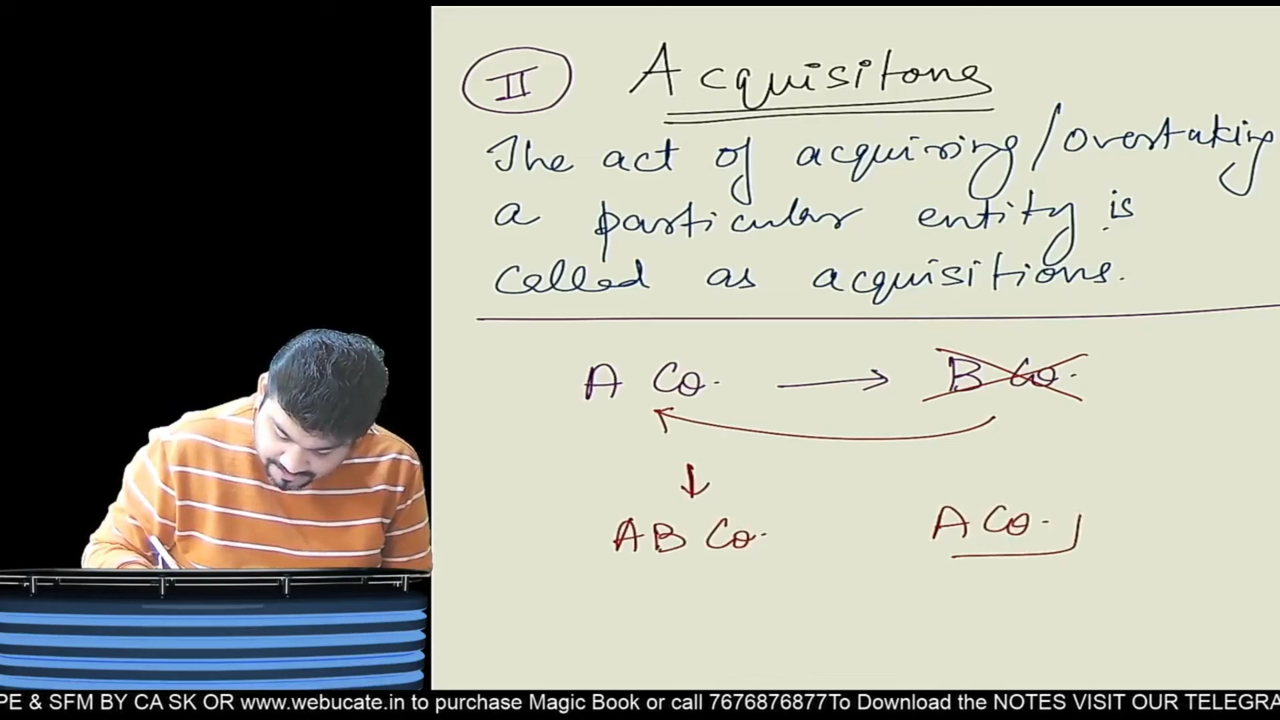 II Acquisitons
The act of acquiring/overtaking
a particular entity is
called as acquisitions.
A Co. → B Co.
↓
AB Co. A Co.
PE & SFM BY CA SK OR www.webucate.in to purchase Magic Book or call 7676876877To Download the NOTES VISIT OUR TELEGRA